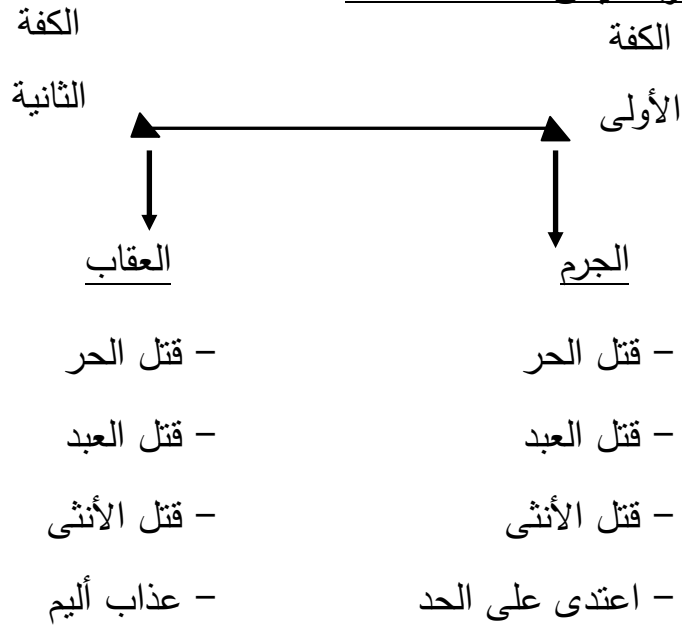 الكفة الكفة
الأولى الثانية
الجرم العقاب
– قتل الحر – قتل الحر
– قتل العبد – قتل العبد
– قتل الأنثى – قتل الأنثى
– اعتدى على الحد – عذاب أليم